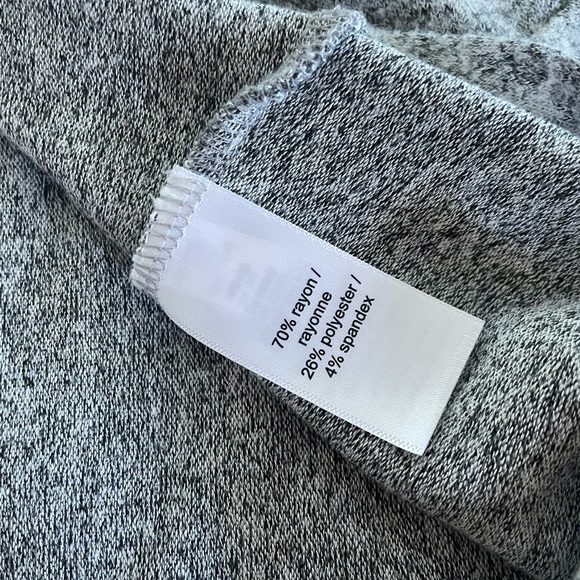 70% rayon /
rayonne
26% polyester /
4% spandex